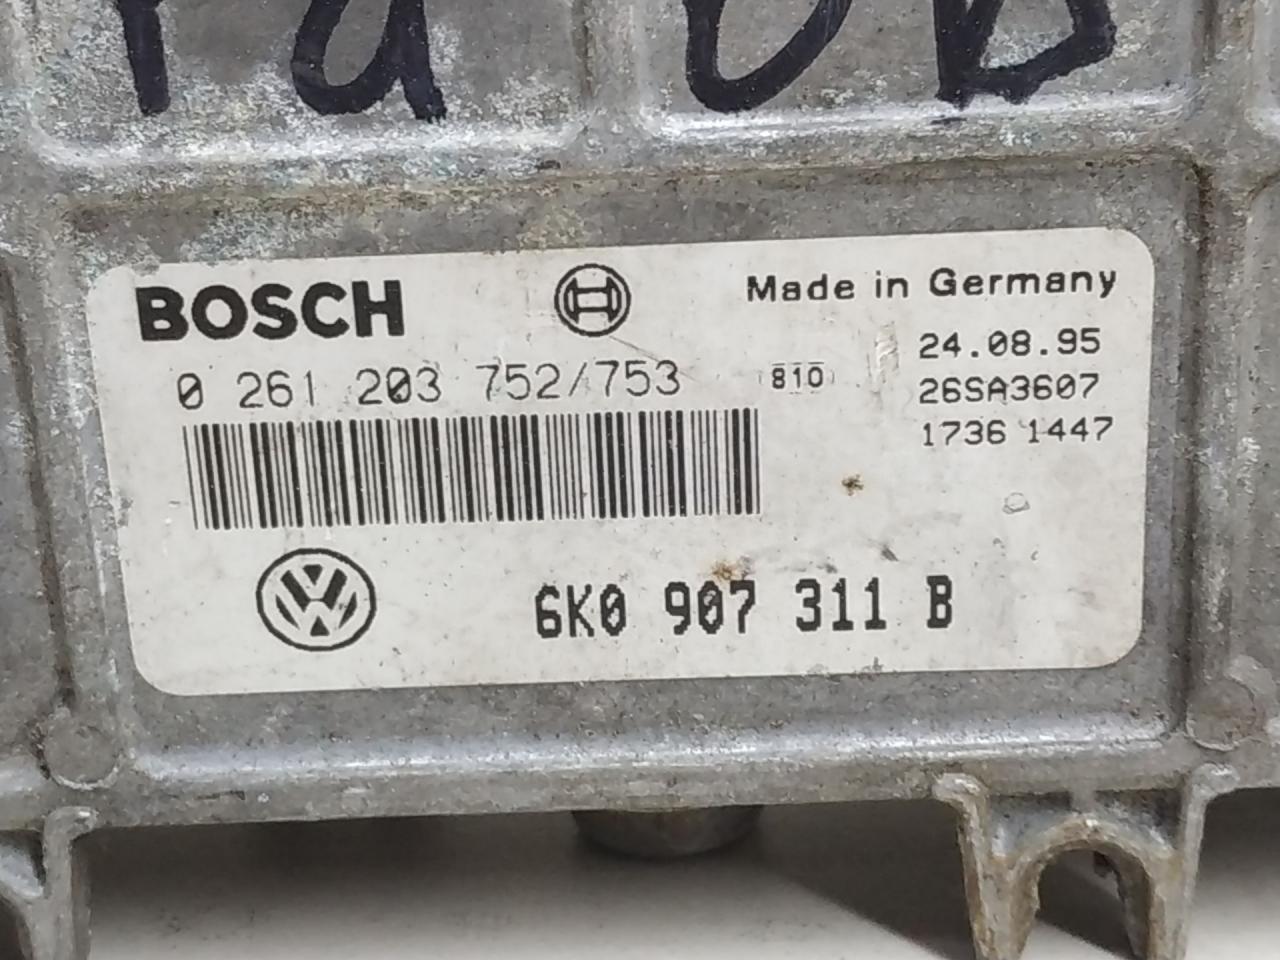 BOSCH
Made in Germany
24.08.95
0 261 203 752/753
810
26SA3607
1736 1447
6K0 907 311 B